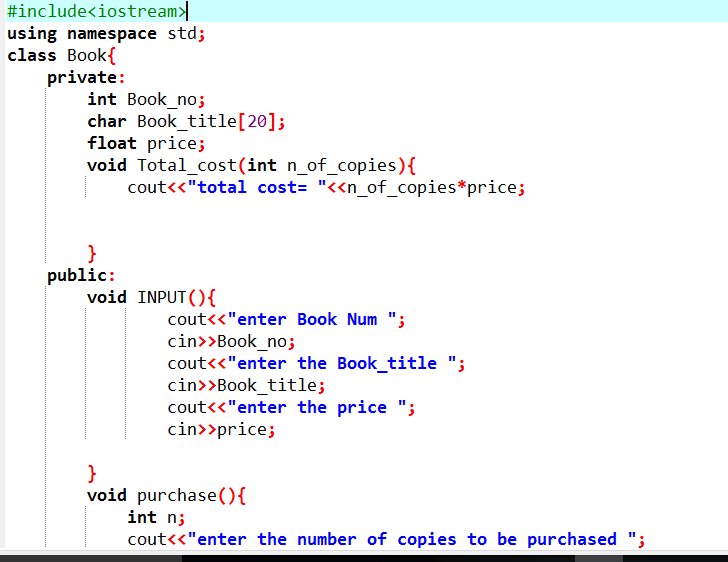 #include<iostream>
using namespace std;
class Book{
    private:
        int Book_no;
        char Book_title[20];
        float price;
        void Total_cost(int n_of_copies){
            cout<<"total cost= "<<n_of_copies*price;
        }
    public:
        void INPUT(){
                cout<<"enter Book Num ";
                cin>>Book_no;
                cout<<"enter the Book_title ";
                cin>>Book_title;
                cout<<"enter the price ";
                cin>>price;
        }
        void purchase(){
            int n;
            cout<<"enter the number of copies to be purchased ";